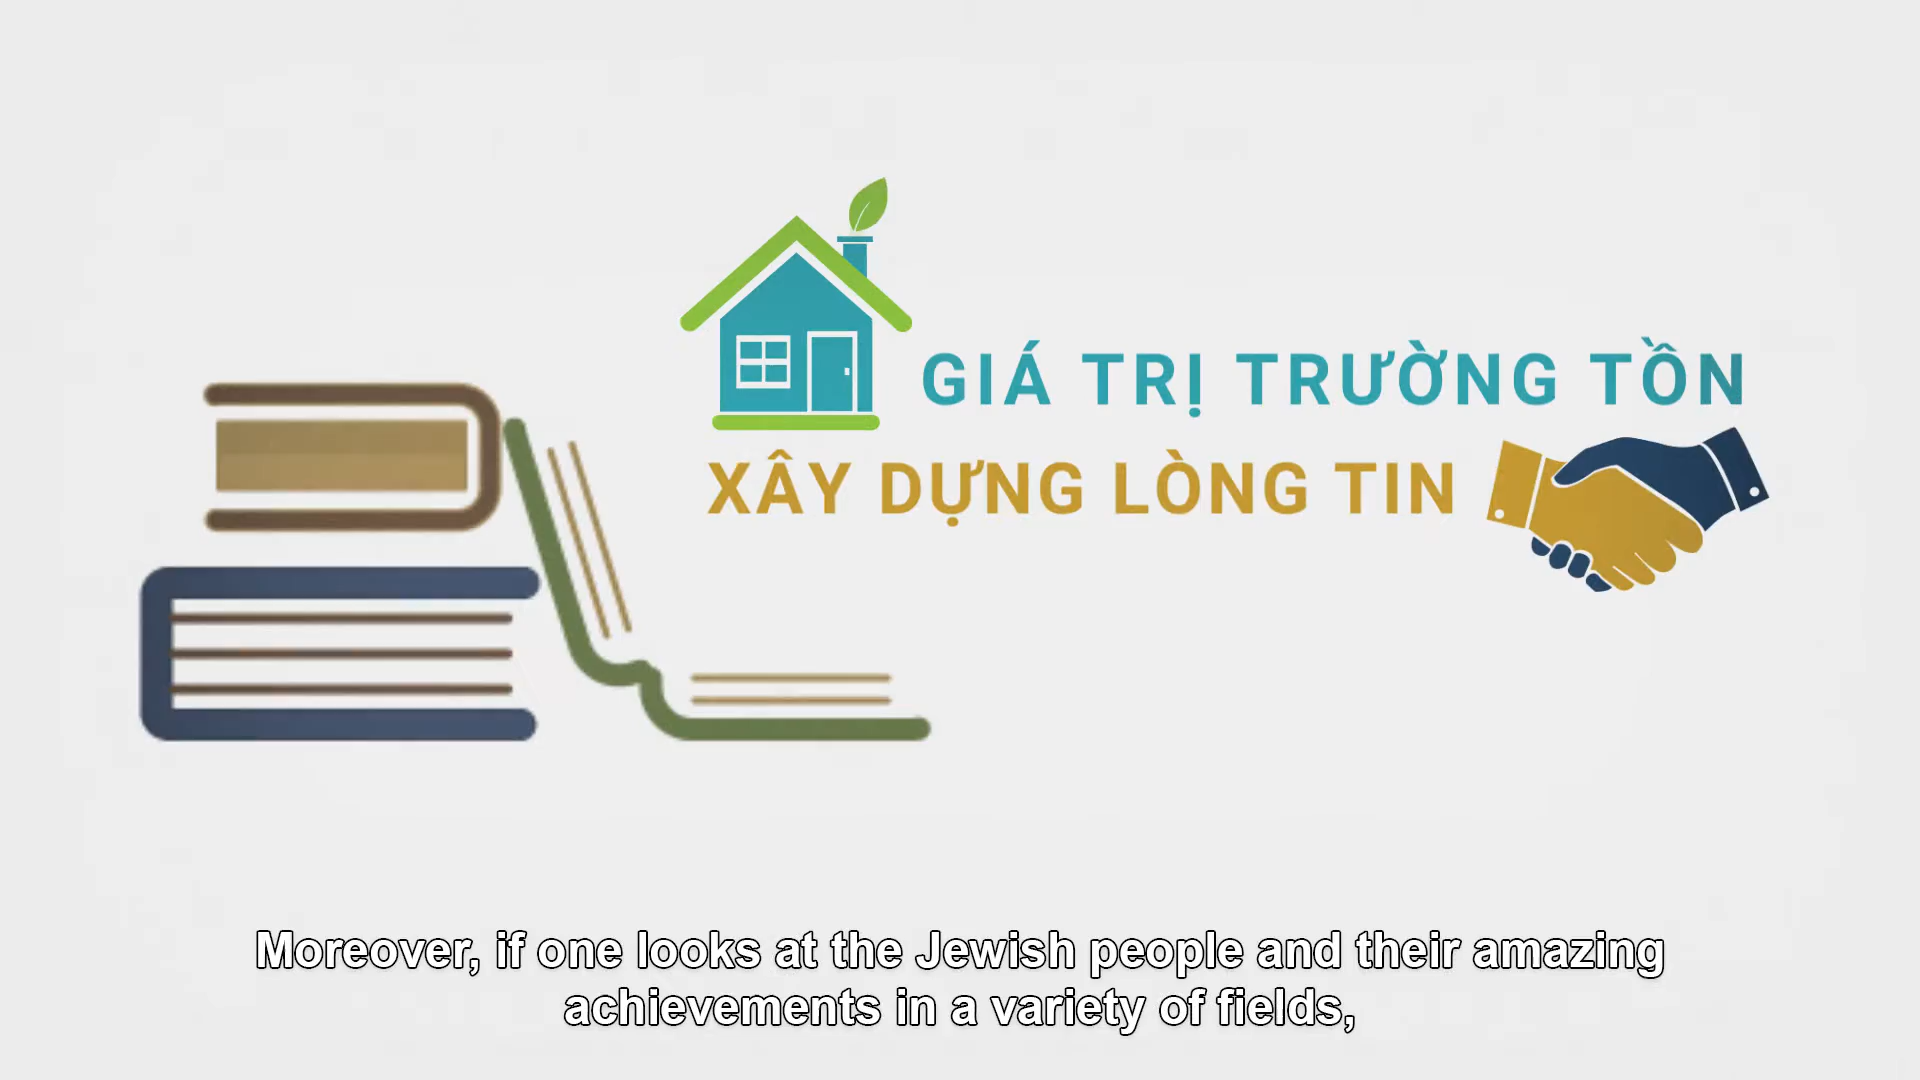 GIÁ TRỊ TRƯỜNG TỒN
XÂY DỰNG LÒNG TIN
Moreover, if one looks at the Jewish people and their amazing
achievements in a variety of fields,